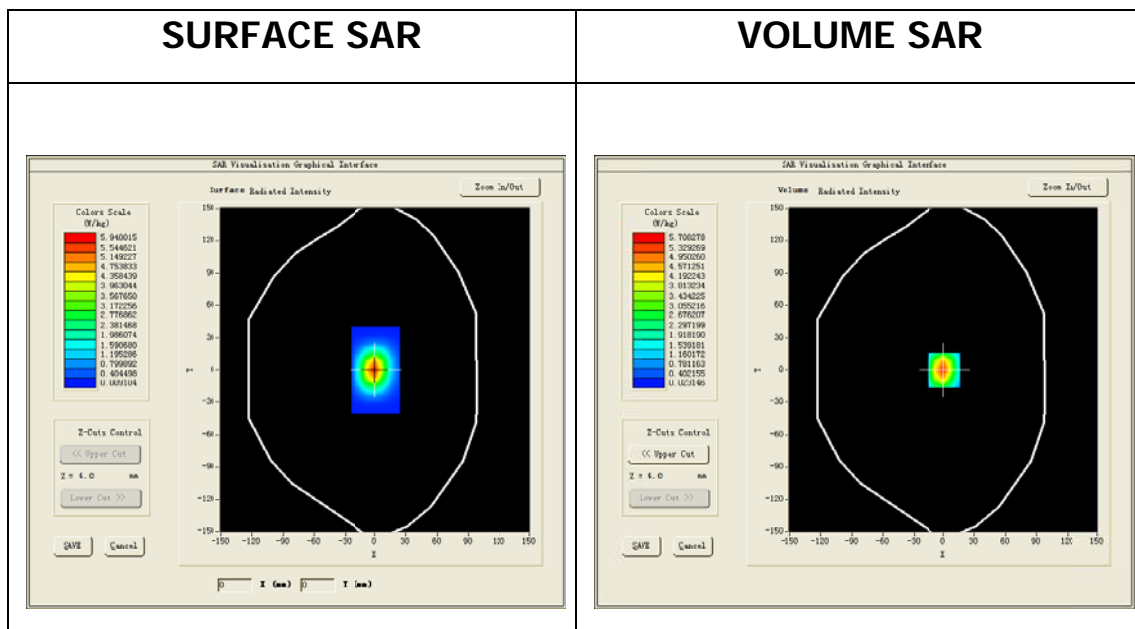 SURFACE SAR
VOLUME SAR
SAR Visualisation Graphical Interface
Surface Radiated Intensity
Zoom In/Out
Colors Scale
(W/kg)
5.940015
5.544621
5.149227
4.753833
4.358439
3.963044
3.567650
3.172256
2.776862
2.381468
1.986074
1.590680
1.195286
0.799892
0.404498
0.009104
Z-Cuts Control
<< Upper Cut
Z = 4.0 mm
Lower Cut >>
SAVE
Cancel
150
120
90
60
30
0
-30
-60
-90
-120
-150
Y
-150 -120 -90 -60 -30 0 30 60 90 120 150
X
0 X (mm) 0 Y (mm)
SAR Visualisation Graphical Interface
Volume Radiated Intensity
Zoom In/Out
Colors Scale
(W/kg)
5.708278
5.329269
4.950260
4.571251
4.192243
3.813234
3.434225
3.055216
2.676207
2.297199
1.918190
1.539181
1.160172
0.781163
0.402155
0.023146
Z-Cuts Control
<< Upper Cut
Z = 4.0 mm
Lower Cut >>
SAVE
Cancel
150
120
90
60
30
0
-30
-60
-90
-120
-150
Y
-150 -120 -90 -60 -30 0 30 60 90 120 150
X